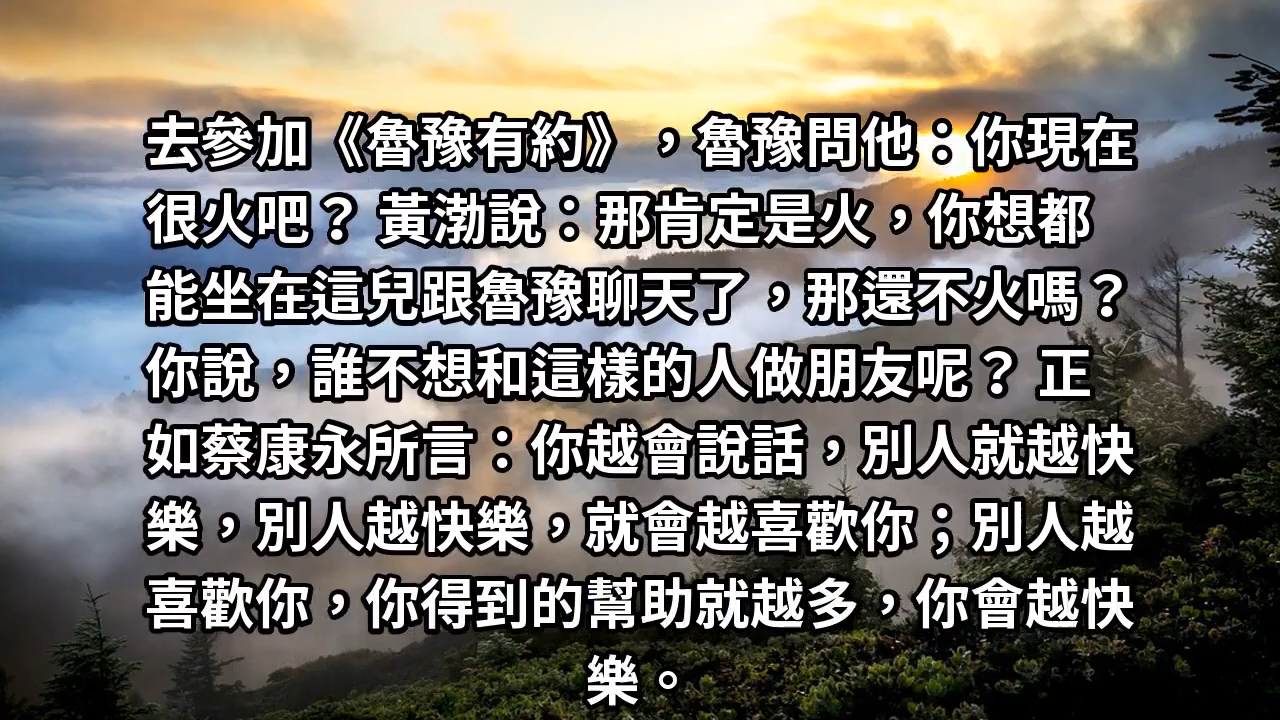 去參加《魯豫有約》，魯豫問他：你現在
很火吧？ 黃渤說：那肯定是火，你想都
能坐在這兒跟魯豫聊天了，那還不火嗎？
你說，誰不想和這樣的人做朋友呢？ 正
如蔡康永所言：你越會說話，別人就越快
樂，別人越快樂，就會越喜歡你；別人越
喜歡你，你得到的幫助就越多，你會越快
樂。